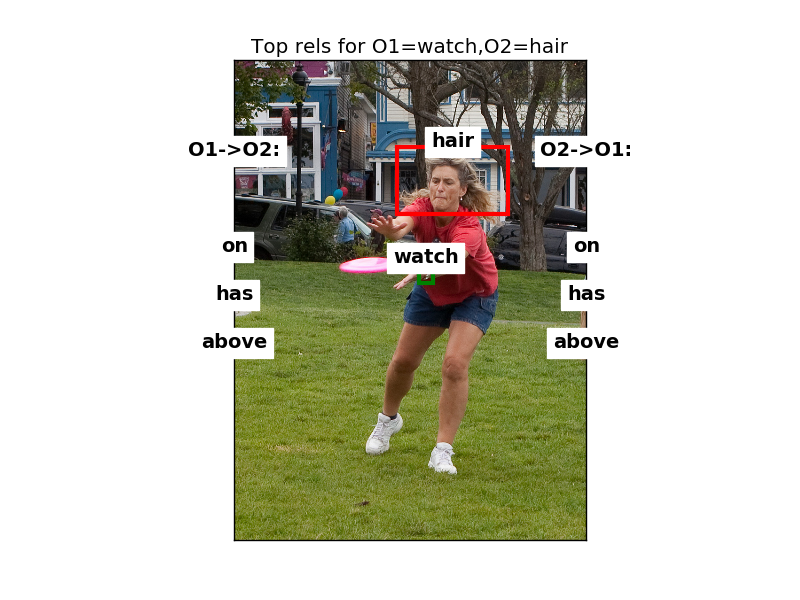 Top rels for O1=watch,O2=hair
hair
O1->O2:
O2->O1:
on
on
watch
has
has
above
above